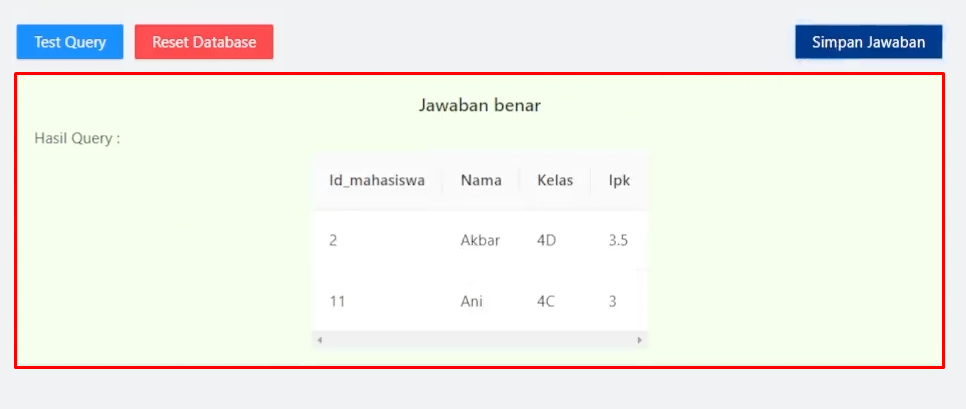 Test Query Reset Database Simpan Jawaban
Jawaban benar
Hasil Query :
Id_mahasiswa Nama Kelas Ipk
2 Akbar 4D 3.5
11 Ani 4C 3